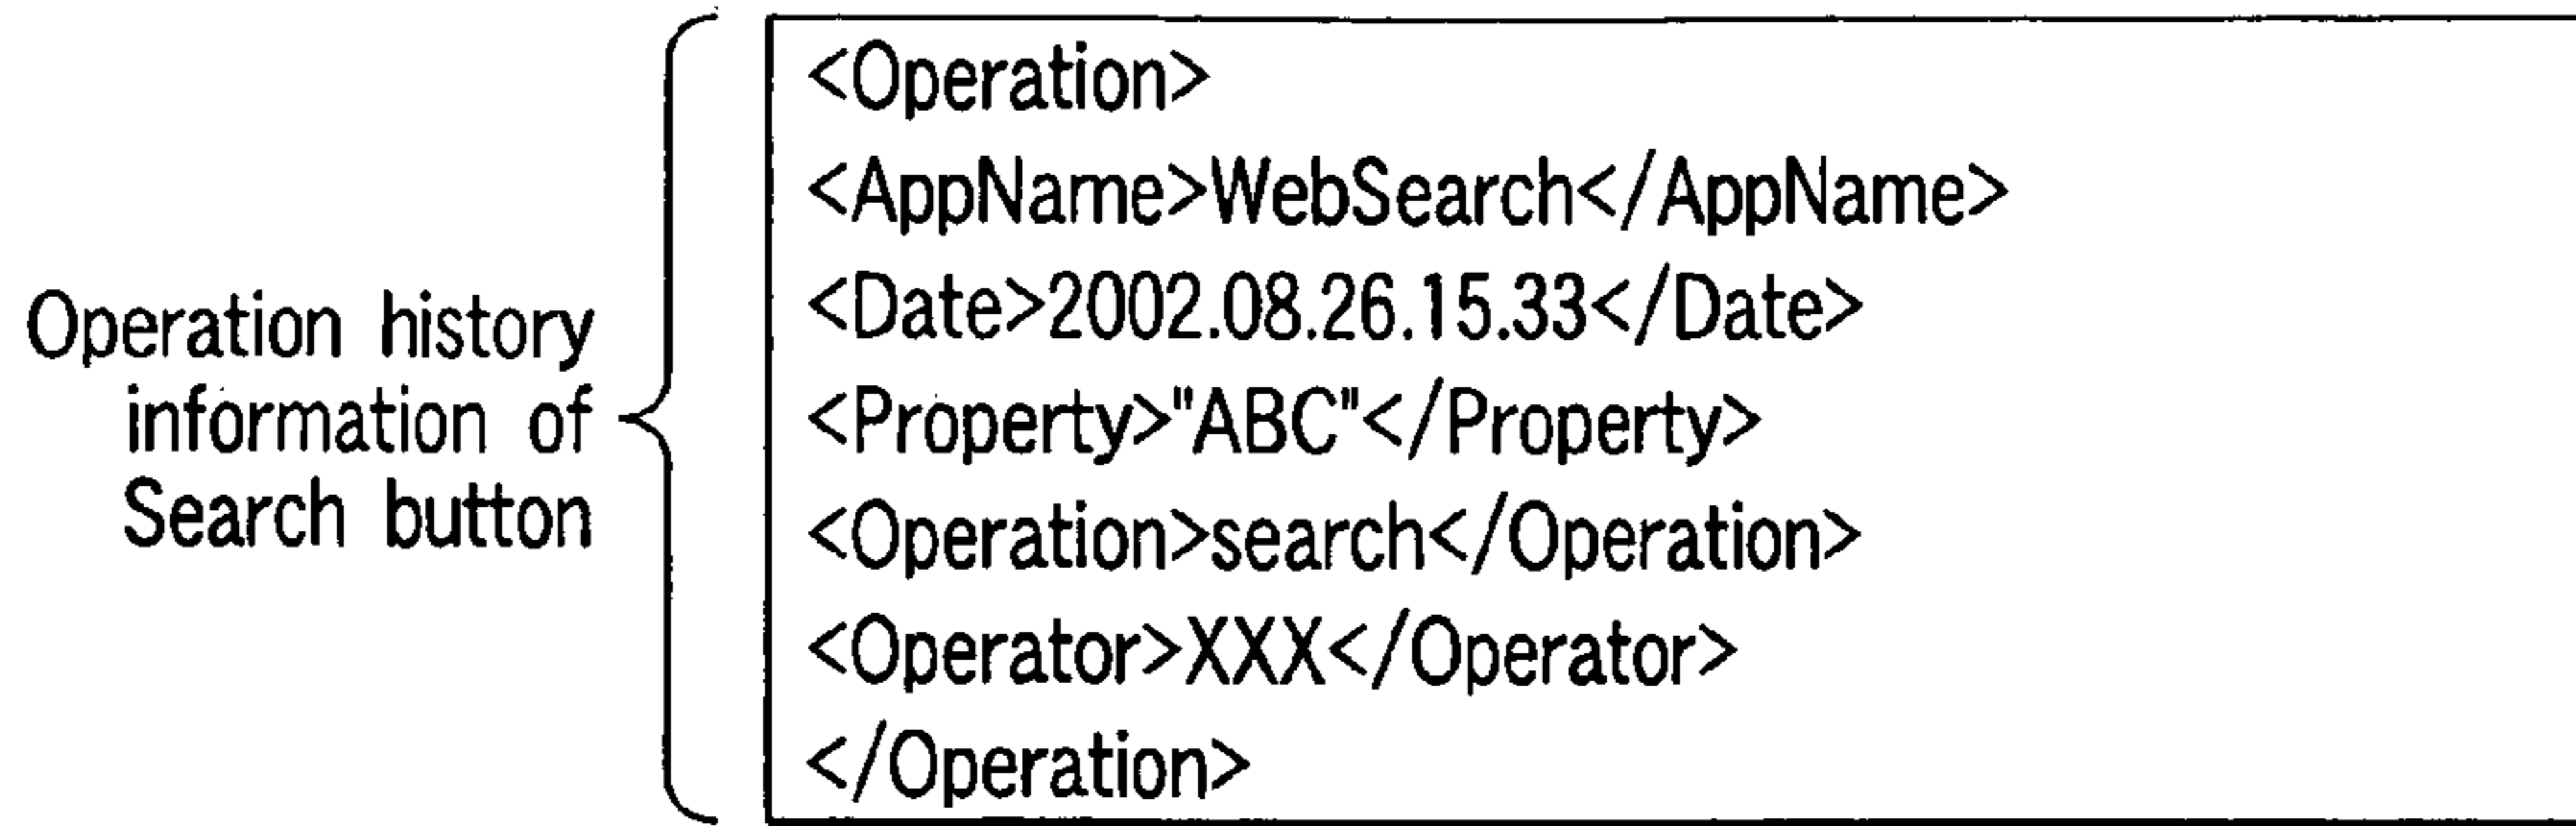 Operation history
information of
Search button
<Operation>
<AppName>WebSearch</AppName>
<Date>2002.08.26.15.33</Date>
<Property>"ABC"</Property>
<Operation>search</Operation>
<Operator>XXX</Operator>
</Operation>